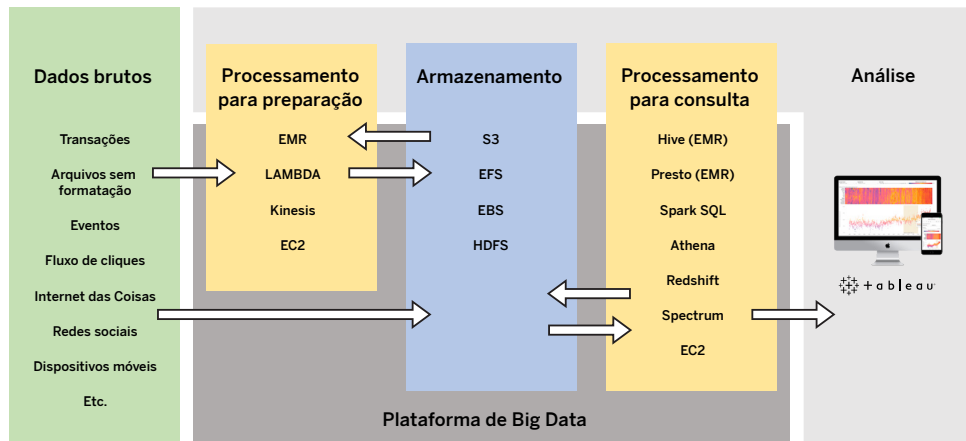 Dados brutos
Transações
Arquivos sem
formatação
Eventos
Fluxo de cliques
Internet das Coisas
Redes sociais
Dispositivos móveis
Etc.
Processamento
para preparação
EMR
LAMBDA
Kinesis
EC2
Armazenamento
S3
EFS
EBS
HDFS
Processamento
para consulta
Hive (EMR)
Presto (EMR)
Spark SQL
Athena
Redshift
Spectrum
EC2
Análise
+ a b l e a u
Plataforma de Big Data